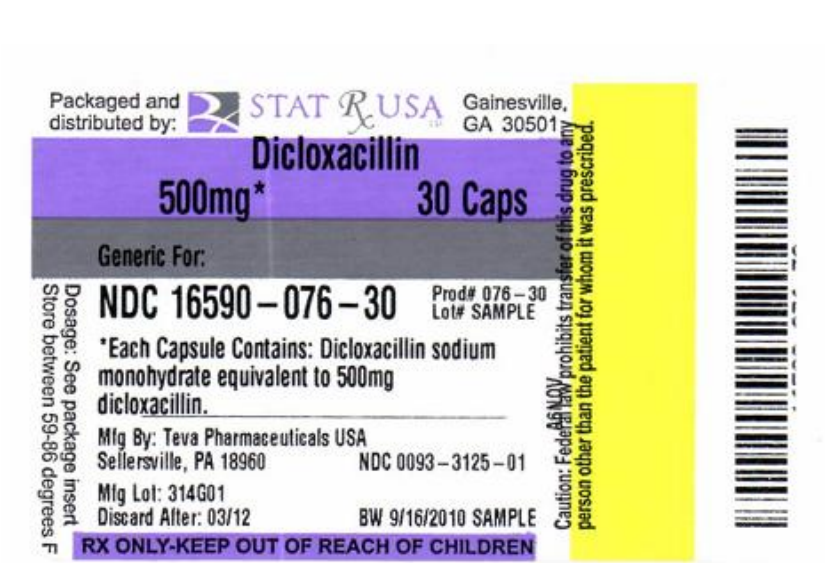 Packaged and
distributed by:
STAT Rx USA
Gainesville,
GA 30501
Dicloxacillin
500mg* 30 Caps
Generic For:
NDC 16590-076-30
Prod# 076-30
Lot# SAMPLE
*Each Capsule Contains: Dicloxacillin sodium
monohydrate equivalent to 500mg
dicloxacillin.
Mfg By: Teva Pharmaceuticals USA
Sellersville, PA 18960 NDC 0093-3125-01
Mfg Lot: 314G01
Discard After: 03/12 BW 9/16/2010 SAMPLE
RX ONLY-KEEP OUT OF REACH OF CHILDREN
Dosage: See package insert
Store between 59-86 degrees F
Caution: Federal law prohibits transfer of this drug to any
person other than the patient for whom it was prescribed.